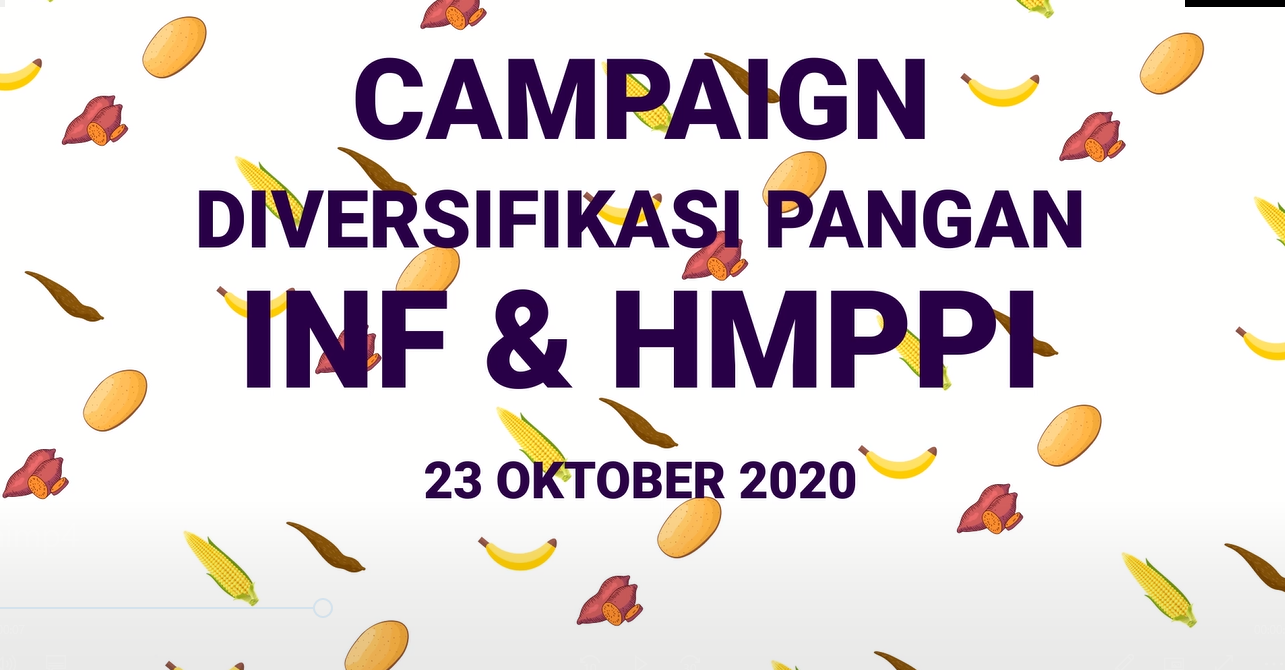 CAMPAIGN
DIVERSIFIKASI PANGAN
INF & HMPPI
23 OKTOBER 2020